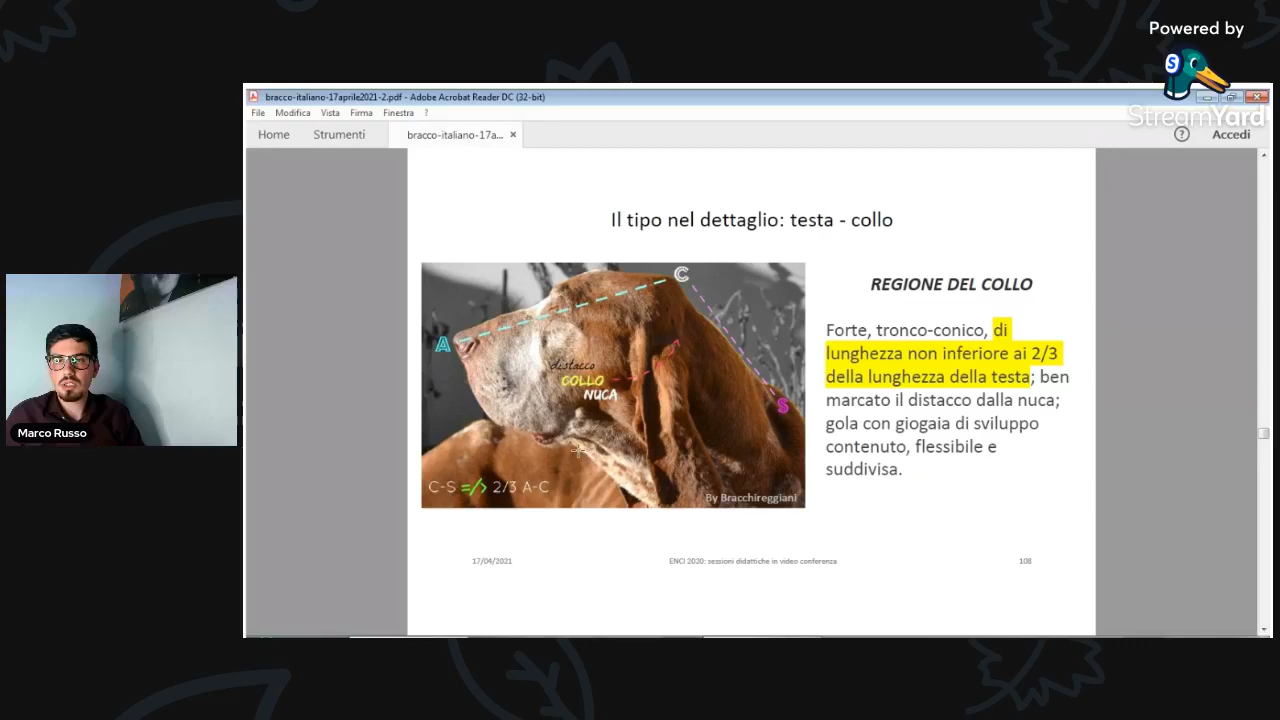 Powered by
S
StreamYard
bracco-italiano-17aprile2021-2.pdf - Adobe Acrobat Reader DC (32-bit)
File Modifica Vista Firma Finestra ?
Home Strumenti bracco-italiano-17a... × ? Accedi
Il tipo nel dettaglio: testa - collo
A
C
S
distacco
COLLO
NUCA
C-S => 2/3 A-C
By Bracchireggiani
REGIONE DEL COLLO
Forte, tronco-conico, di
lunghezza non inferiore ai 2/3
della lunghezza della testa; ben
marcato il distacco dalla nuca;
gola con giogaia di sviluppo
contenuto, flessibile e
suddivisa.
17/04/2021 ENCI 2020: sessioni didattiche in video conferenza 108
Marco Russo